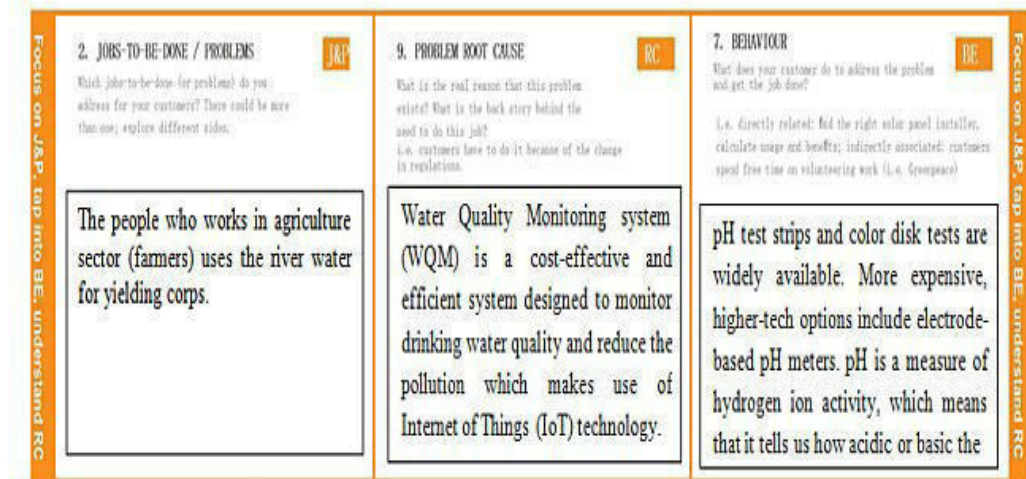 Focus on J&P, tap into BE, understand RC
2. JOBS-TO-BE-DONE / PROBLEMS
J&P
Which jobs-to-be-done (or problems) do you
address for your customers? There could be more
than one; explore different sides.
The people who works in agriculture
sector (farmers) uses the river water
for yielding corps.
9. PROBLEM ROOT CAUSE
RC
What is the real reason that this problem
exists? What is the back story behind the
need to do this job?
i.e. customers have to do it because of the change
in regulations.
Water Quality Monitoring system
(WQM) is a cost-effective and
efficient system designed to monitor
drinking water quality and reduce the
pollution which makes use of
Internet of Things (IoT) technology.
7. BEHAVIOUR
BE
What does your customer do to address the problem
and get the job done?
i.e. directly related: find the right solar panel installer,
calculate usage and benefits; indirectly associated: customers
spend free time on volunteering work (i.e. Greenpeace)
pH test strips and color disk tests are
widely available. More expensive,
higher-tech options include electrode-
based pH meters. pH is a measure of
hydrogen ion activity, which means
that it tells us how acidic or basic the
Focus on J&P, tap into BE, understand RC